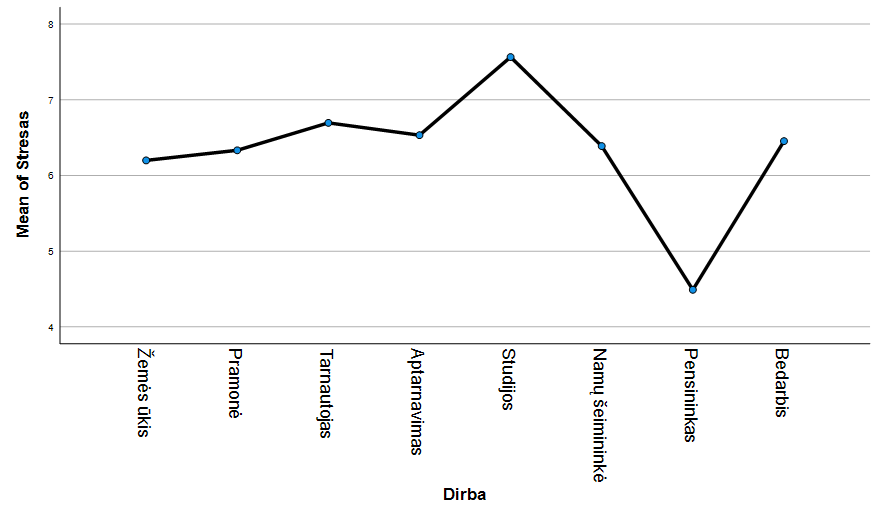 8
7
6
5
4
Mean of Stresas
Žemės ūkis
Pramonė
Tarnautojas
Aptarnavimas
Studijos
Namų šeimininkė
Pensininkas
Bedarbis
Dirba